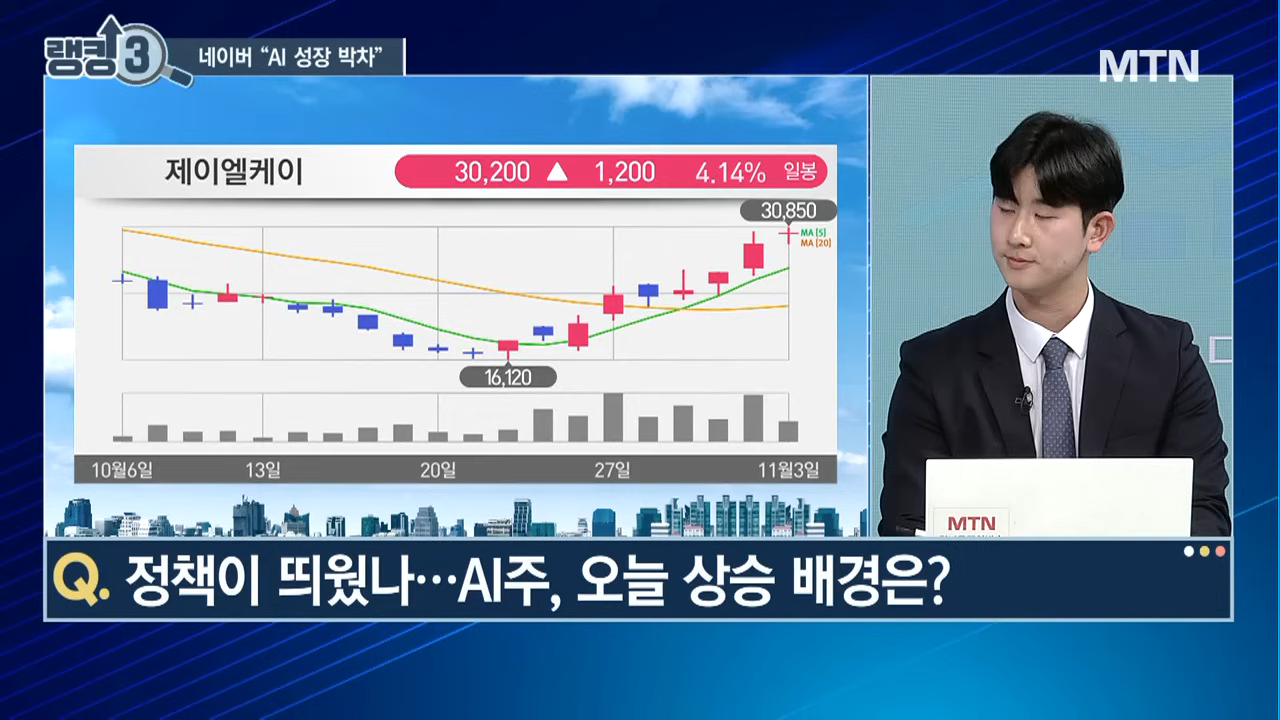 랭킹3
네이버 “AI 성장 박차”
MTN
제이엘케이
30,200 ▲ 1,200 4.14% 일봉
30,850
MA [5]
MA [20]
16,120
10월6일 13일 20일 27일 11월3일
MTN
Q. 정책이 띄웠나…AI주, 오늘 상승 배경은?